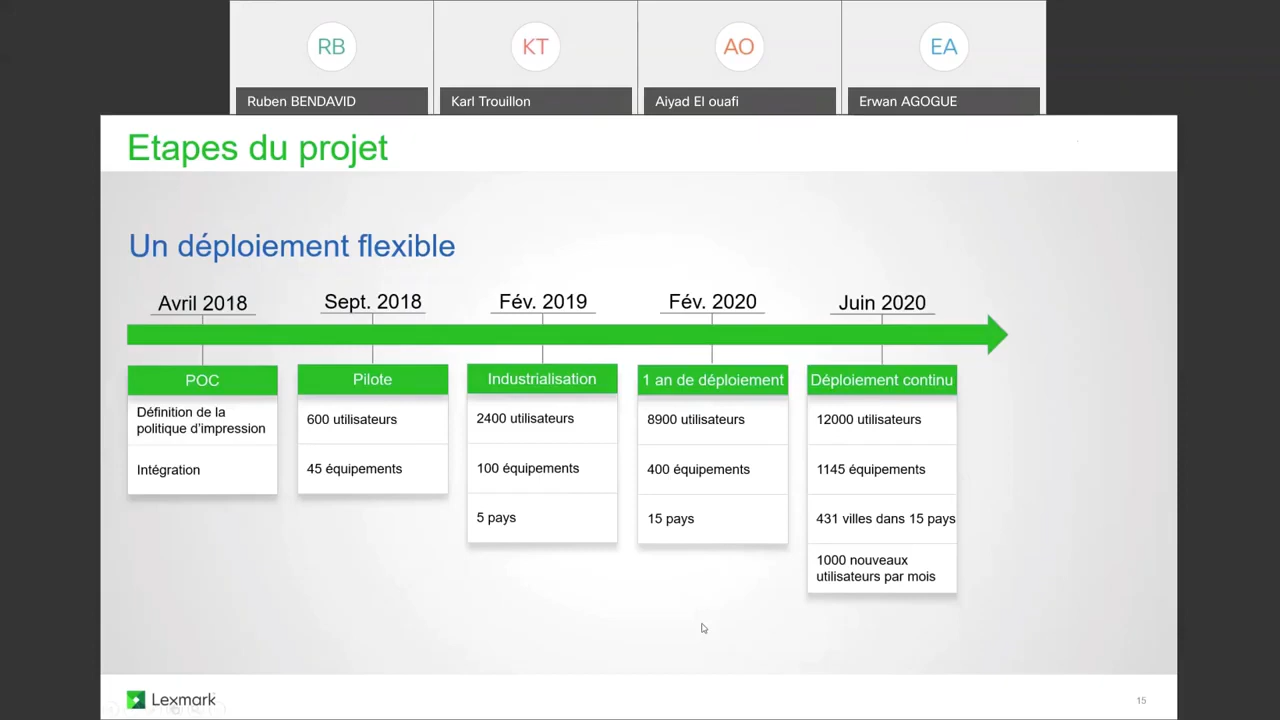 RB
KT
AO
EA
Ruben BENDAVID
Karl Trouillon
Aiyad El ouafi
Erwan AGOGUE
Etapes du projet
Un déploiement flexible
Avril 2018
Sept. 2018
Fév. 2019
Fév. 2020
Juin 2020
POC
Définition de la
politique d'impression
Intégration
Pilote
600 utilisateurs
45 équipements
Industrialisation
2400 utilisateurs
100 équipements
5 pays
1 an de déploiement
8900 utilisateurs
400 équipements
15 pays
Déploiement continu
12000 utilisateurs
1145 équipements
431 villes dans 15 pays
1000 nouveaux
utilisateurs par mois
Lexmark
15